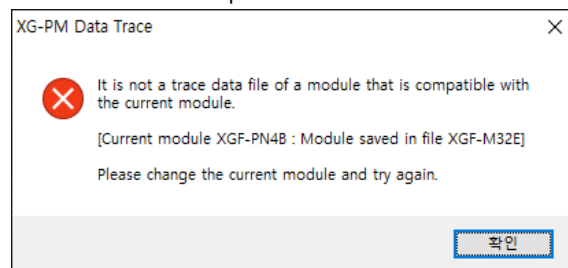 XG-PM Data Trace
It is not a trace data file of a module that is compatible with
the current module.
[Current module XGF-PN4B : Module saved in file XGF-M32E]
Please change the current module and try again.
확인